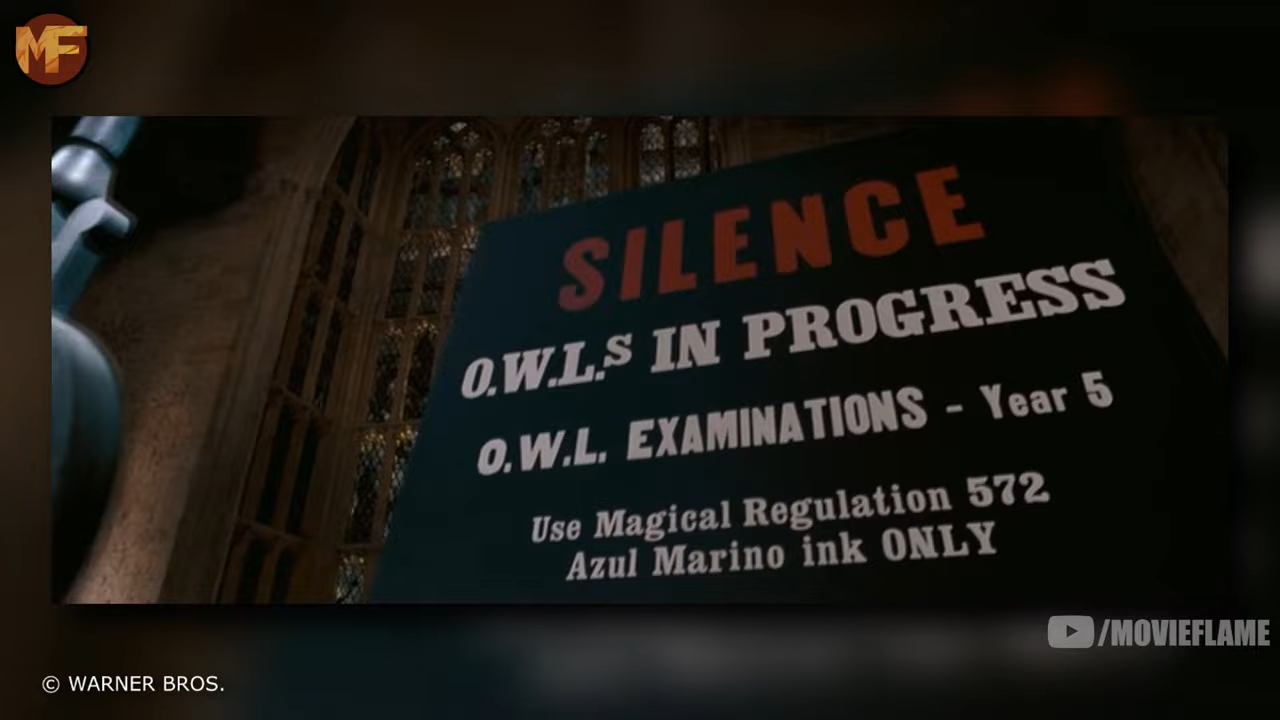 MF
SILENCE
O.W.L.s IN PROGRESS
O.W.L. EXAMINATIONS - Year 5
Use Magical Regulation 572
Azul Marino ink ONLY
/MOVIEFLAME
© WARNER BROS.